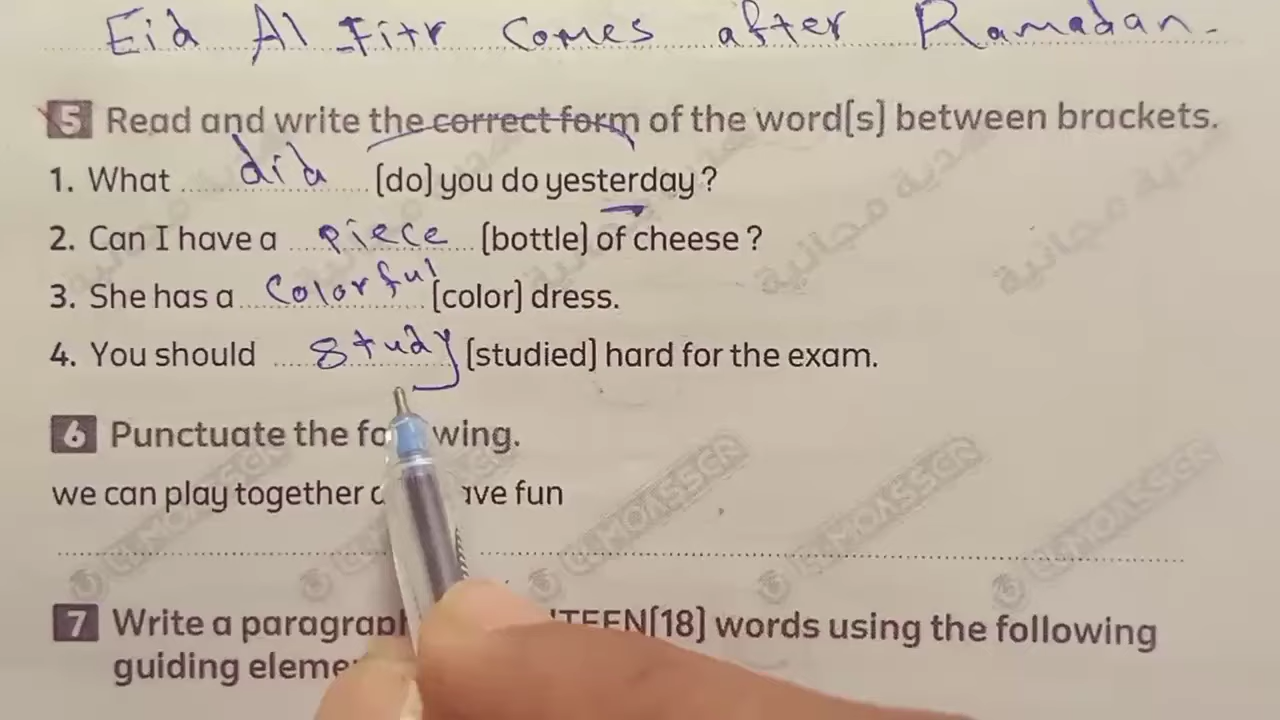 Eid Al Fitr Comes after Ramadan.
5 Read and write the correct form of the word[s] between brackets.
1. What did [do] you do yesterday?
2. Can I have a piece [bottle] of cheese?
3. She has a Colorful [color] dress.
4. You should study [studied] hard for the exam.
6 Punctuate the wing.
we can play together ave fun
7 Write a paragraph TEEN[18] words using the following
guiding